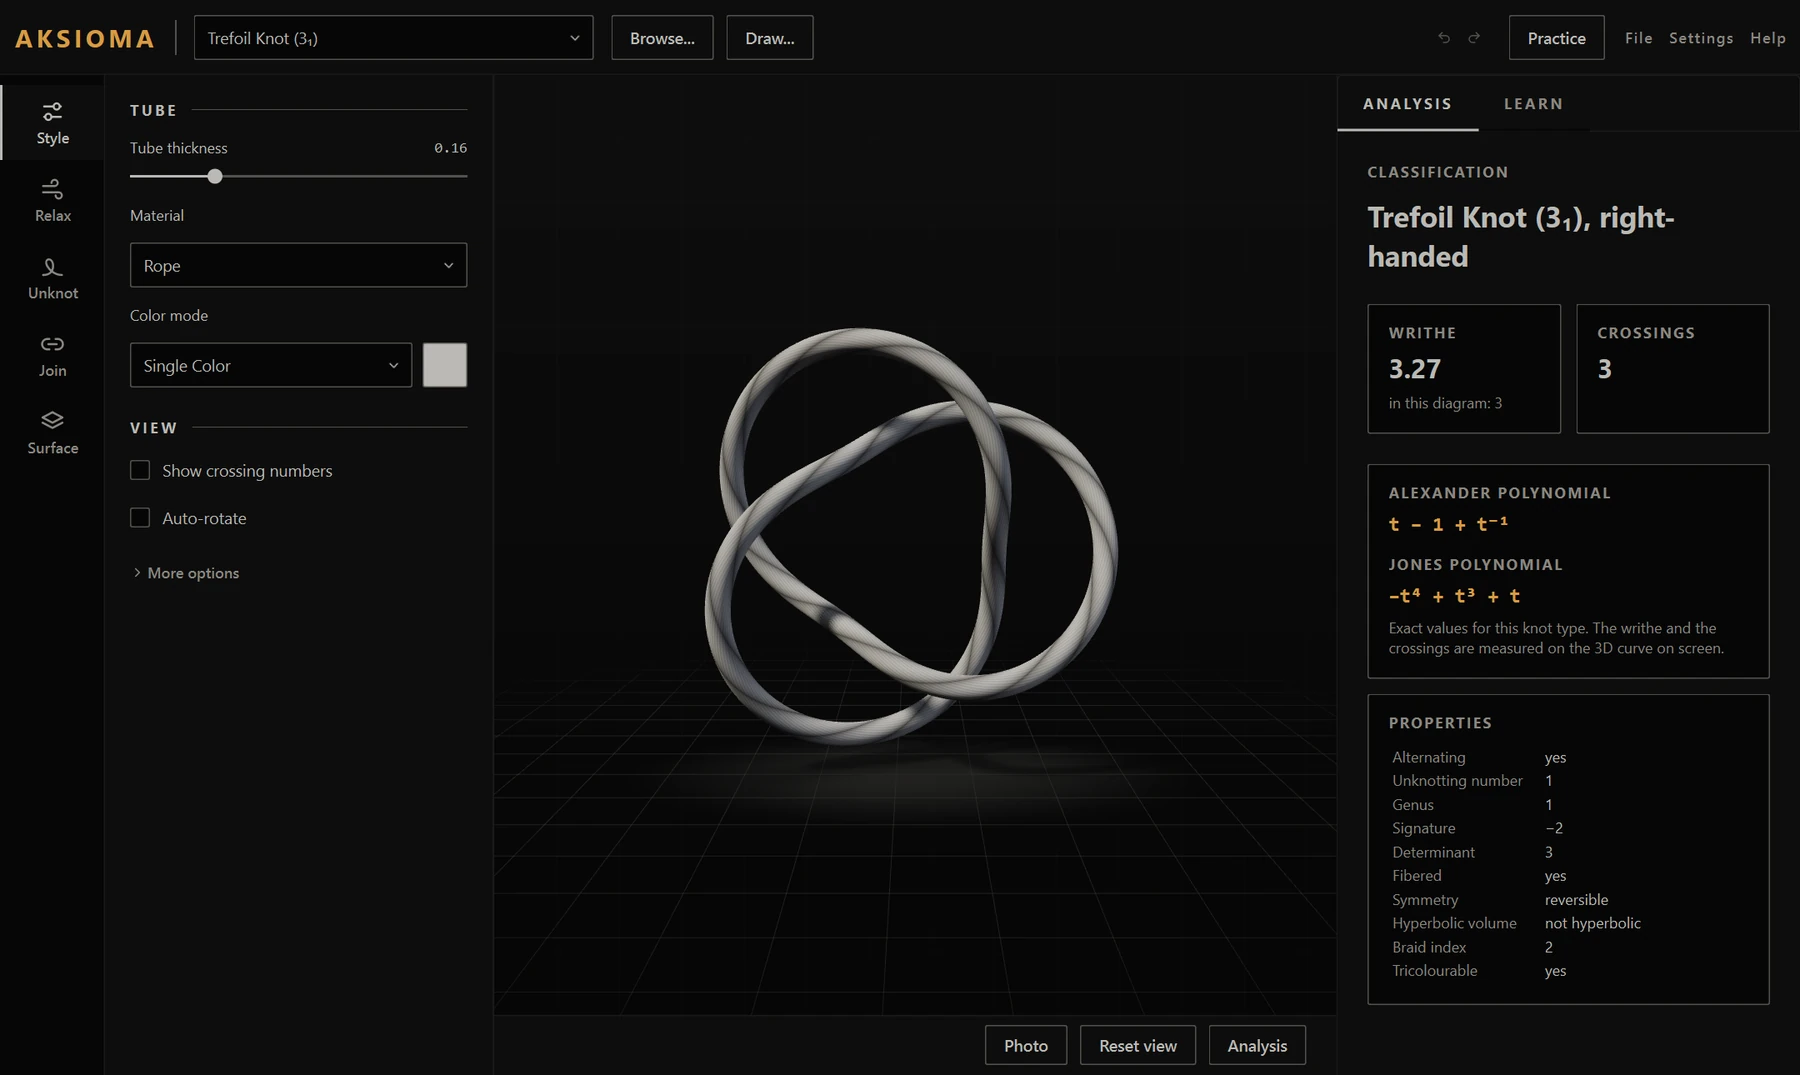 AKSIOMA
Trefoil Knot (3₁)
Browse...
Draw...
Practice
File
Settings
Help
Style
Relax
Unknot
Join
Surface
TUBE
Tube thickness 0.16
Material
Rope
Color mode
Single Color
VIEW
Show crossing numbers
Auto-rotate
More options
Photo
Reset view
Analysis
ANALYSIS
LEARN
CLASSIFICATION
Trefoil Knot (3₁), right-
handed
WRITHE
3.27
in this diagram: 3
CROSSINGS
3
ALEXANDER POLYNOMIAL
t − 1 + t⁻¹
JONES POLYNOMIAL
−t⁴ + t³ + t
Exact values for this knot type. The writhe and the
crossings are measured on the 3D curve on screen.
PROPERTIES
Alternating yes
Unknotting number 1
Genus 1
Signature −2
Determinant 3
Fibered yes
Symmetry reversible
Hyperbolic volume not hyperbolic
Braid index 2
Tricolourable yes